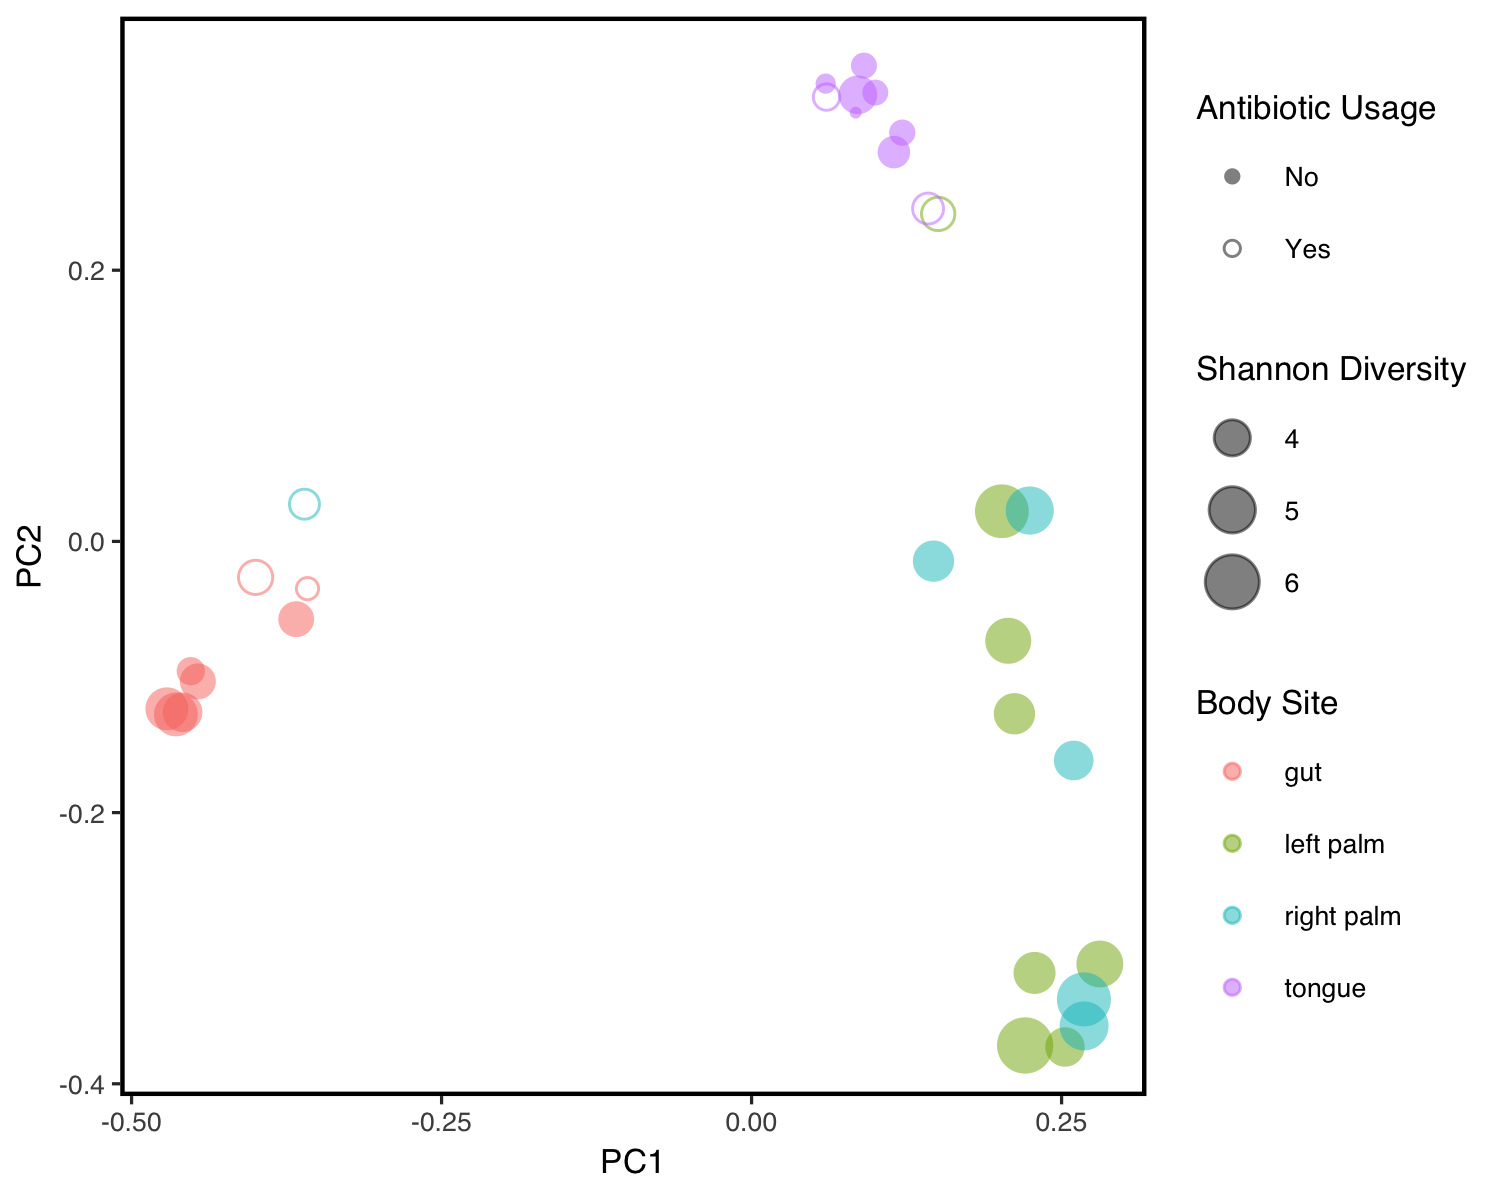 0.2
0.0
-0.2
-0.4
PC2
-0.50
-0.25
0.00
0.25
PC1
Antibiotic Usage
No
Yes
Shannon Diversity
4
5
6
Body Site
gut
left palm
right palm
tongue